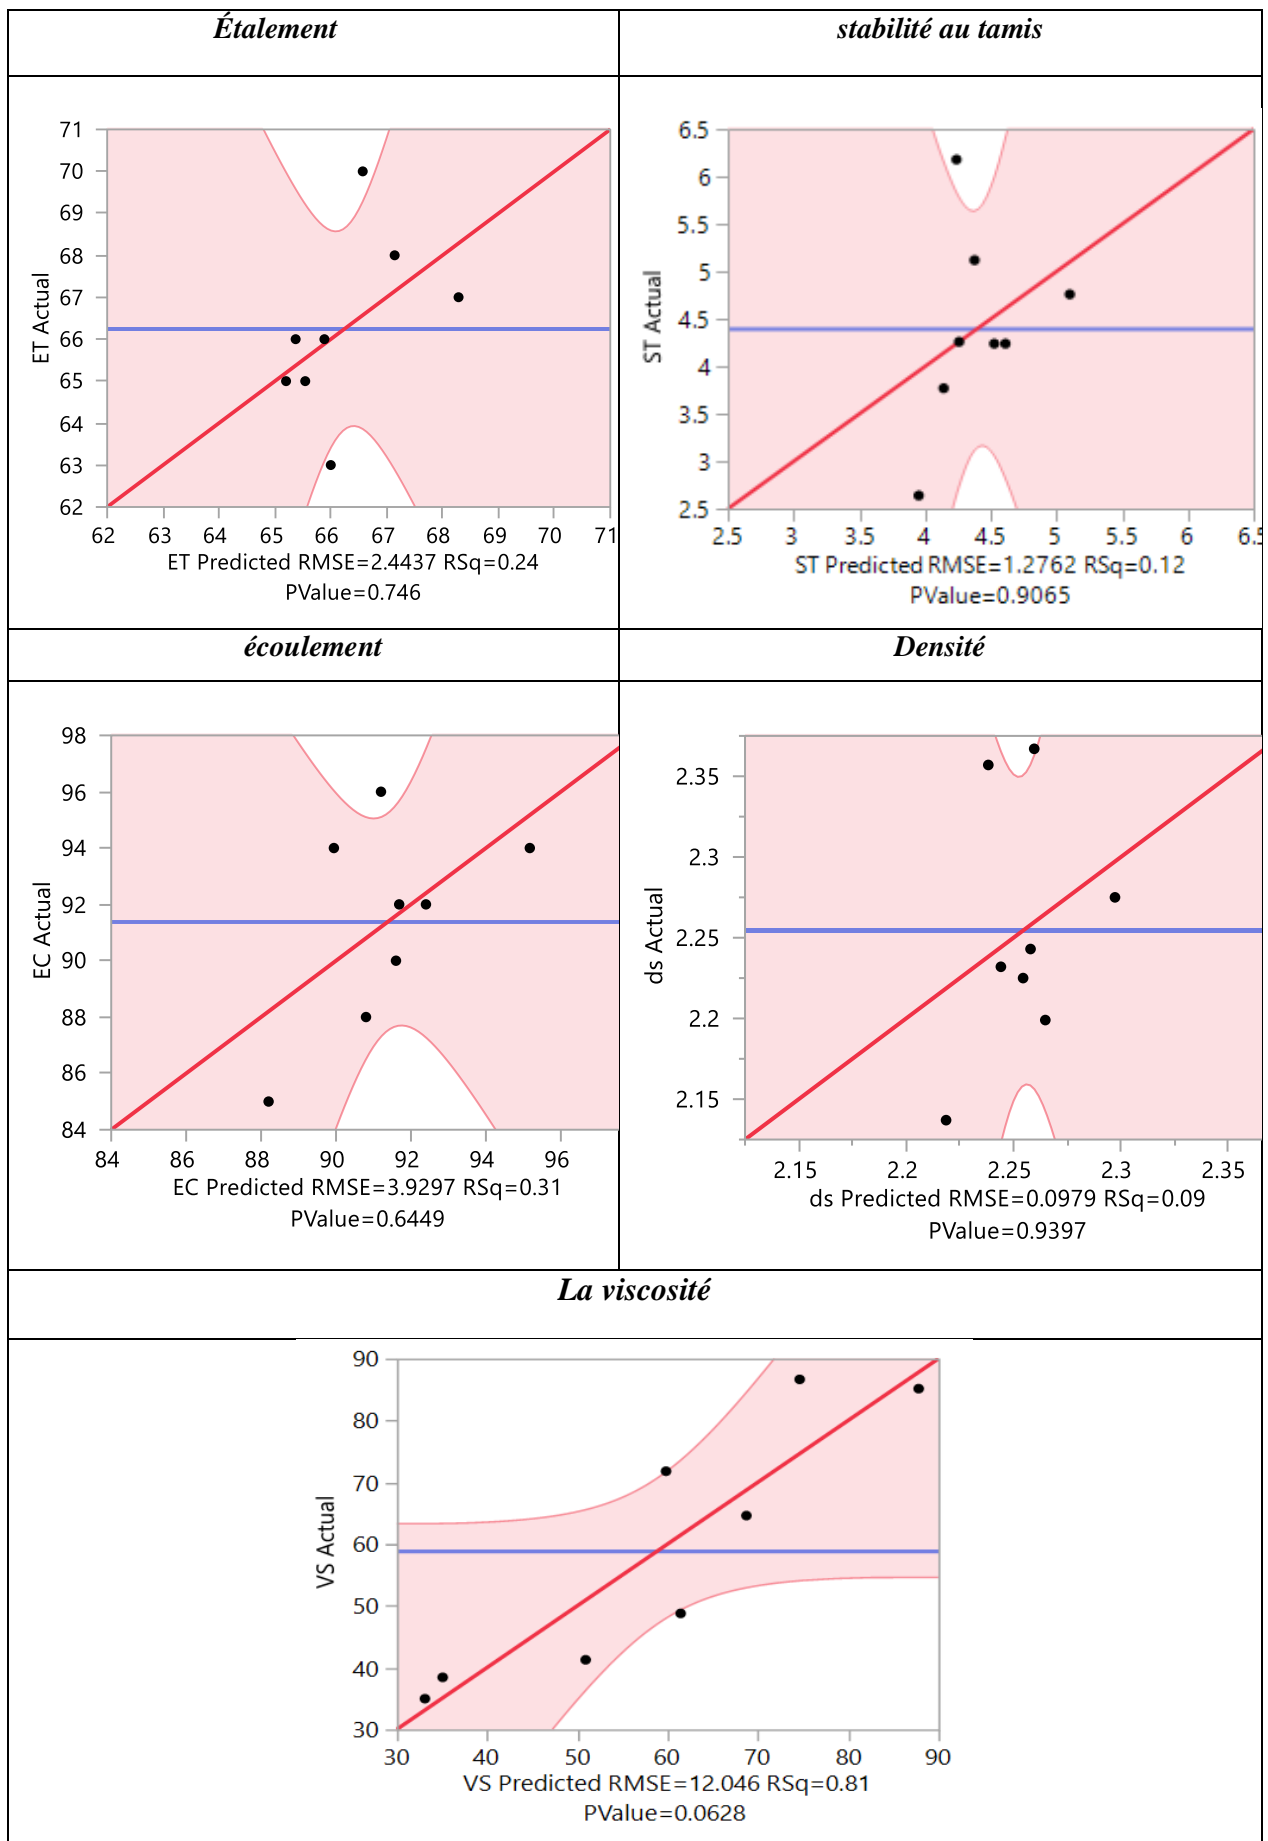 Étalement
stabilité au tamis
71
70
69
68
67
66
65
64
63
62
ET Actual
62 63 64 65 66 67 68 69 70 71
ET Predicted RMSE=2.4437 RSq=0.24
PValue=0.746
6.5
6
5.5
5
4.5
4
3.5
3
2.5
ST Actual
2.5 3 3.5 4 4.5 5 5.5 6 6.5
ST Predicted RMSE=1.2762 RSq=0.12
PValue=0.9065
écoulement
Densité
98
96
94
92
90
88
86
84
EC Actual
84 86 88 90 92 94 96
EC Predicted RMSE=3.9297 RSq=0.31
PValue=0.6449
2.35
2.3
2.25
2.2
2.15
ds Actual
2.15 2.2 2.25 2.3 2.35
ds Predicted RMSE=0.0979 RSq=0.09
PValue=0.9397
La viscosité
90
80
70
60
50
40
30
VS Actual
30 40 50 60 70 80 90
VS Predicted RMSE=12.046 RSq=0.81
PValue=0.0628